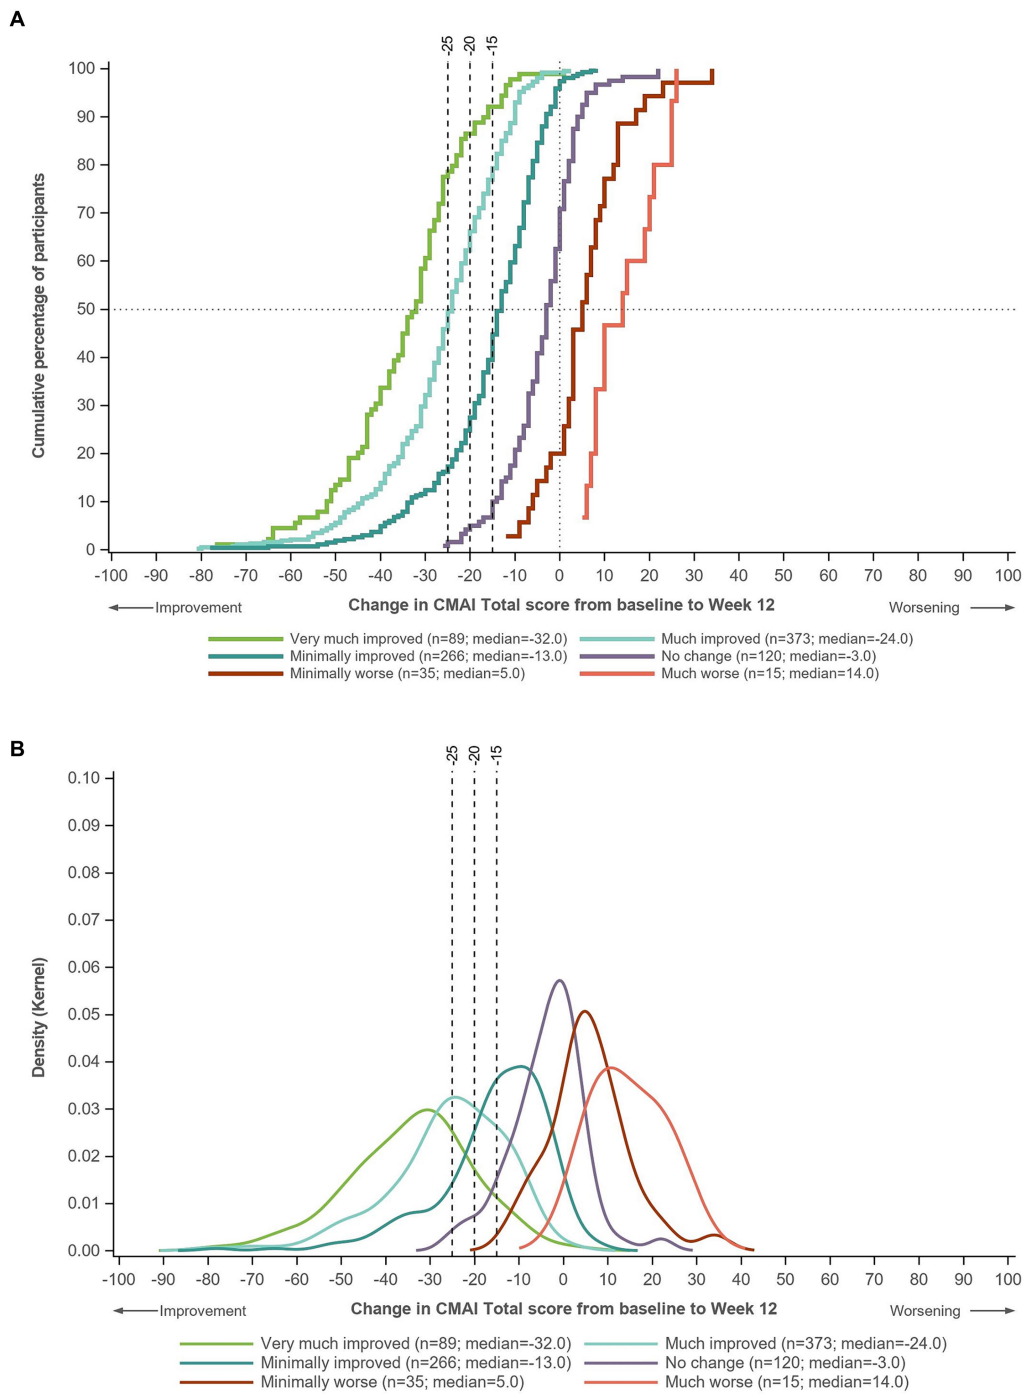 A
-25
-20
-15
100
90
80
70
60
50
40
30
20
10
0
Cumulative percentage of participants
-100 -90 -80 -70 -60 -50 -40 -30 -20 -10 0 10 20 30 40 50 60 70 80 90 100
Improvement Change in CMAI Total score from baseline to Week 12 Worsening
Very much improved (n=89; median=-32.0) Much improved (n=373; median=-24.0)
Minimally improved (n=266; median=-13.0) No change (n=120; median=-3.0)
Minimally worse (n=35; median=5.0) Much worse (n=15; median=14.0)
B
-25
-20
-15
0.10
0.09
0.08
0.07
0.06
0.05
0.04
0.03
0.02
0.01
0.00
Density (Kernel)
-100 -90 -80 -70 -60 -50 -40 -30 -20 -10 0 10 20 30 40 50 60 70 80 90 100
Improvement Change in CMAI Total score from baseline to Week 12 Worsening
Very much improved (n=89; median=-32.0) Much improved (n=373; median=-24.0)
Minimally improved (n=266; median=-13.0) No change (n=120; median=-3.0)
Minimally worse (n=35; median=5.0) Much worse (n=15; median=14.0)